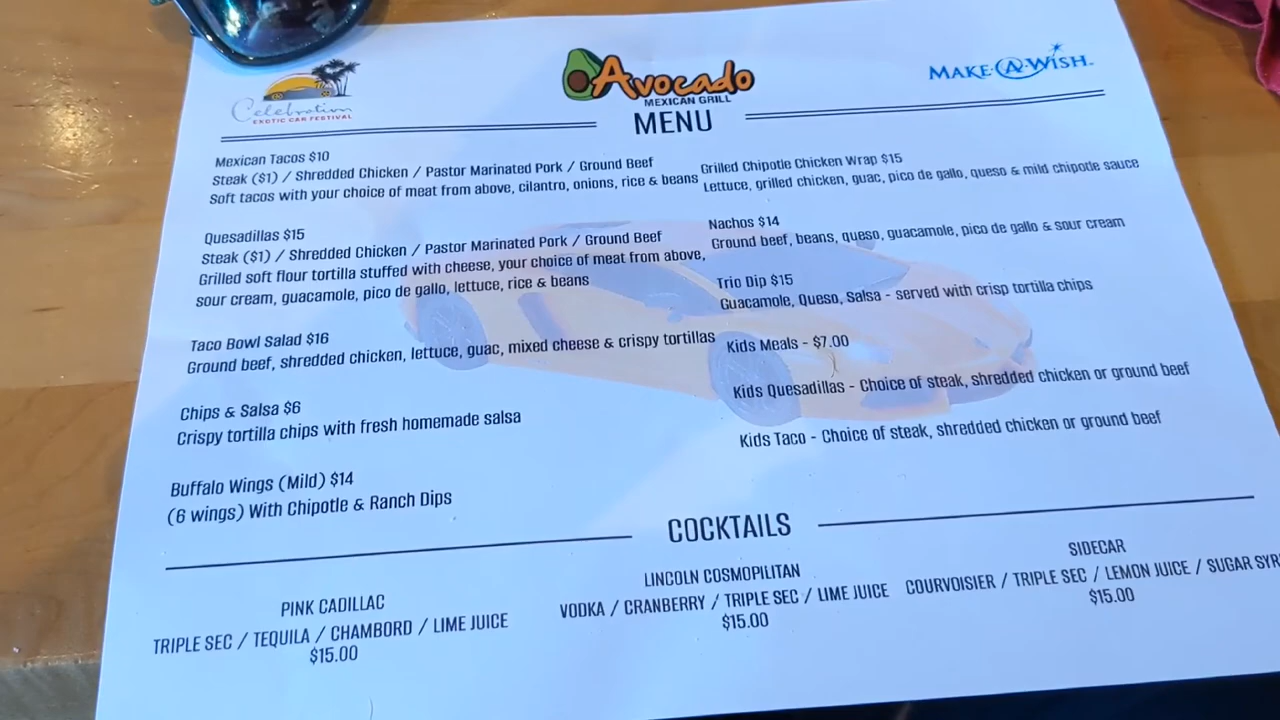 Celebration
EXOTIC CAR FESTIVAL
Avocado
MEXICAN GRILL
MAKE-A-WISH.
MENU
Mexican Tacos $10
Steak ($1) / Shredded Chicken / Pastor Marinated Pork / Ground Beef
Soft tacos with your choice of meat from above, cilantro, onions, rice & beans
Quesadillas $15
Steak ($1) / Shredded Chicken / Pastor Marinated Pork / Ground Beef
Grilled soft flour tortilla stuffed with cheese, your choice of meat from above,
sour cream, guacamole, pico de gallo, lettuce, rice & beans
Taco Bowl Salad $16
Ground beef, shredded chicken, lettuce, guac, mixed cheese & crispy tortillas
Chips & Salsa $6
Crispy tortilla chips with fresh homemade salsa
Buffalo Wings (Mild) $14
(6 wings) With Chipotle & Ranch Dips
Grilled Chipotle Chicken Wrap $15
Lettuce, grilled chicken, guac, pico de gallo, queso & mild chipotle sauce
Nachos $14
Ground beef, beans, queso, guacamole, pico de gallo & sour cream
Trio Dip $15
Guacamole, Queso, Salsa - served with crisp tortilla chips
Kids Meals - $7.00
Kids Quesadillas - Choice of steak, shredded chicken or ground beef
Kids Taco - Choice of steak, shredded chicken or ground beef
COCKTAILS
PINK CADILLAC
TRIPLE SEC / TEQUILA / CHAMBORD / LIME JUICE
$15.00
LINCOLN COSMOPILITAN
VODKA / CRANBERRY / TRIPLE SEC / LIME JUICE
$15.00
SIDECAR
COURVOISIER / TRIPLE SEC / LEMON JUICE / SUGAR SYR
$15.00